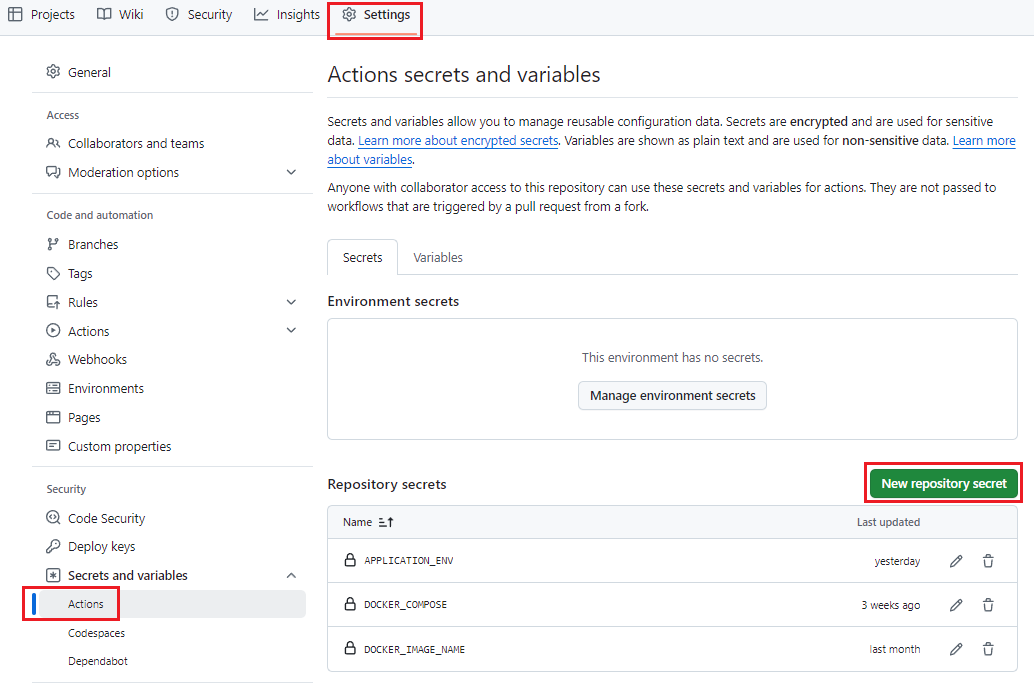 Projects Wiki Security Insights Settings
General
Access
Collaborators and teams
Moderation options
Code and automation
Branches
Tags
Rules
Actions
Webhooks
Environments
Pages
Custom properties
Security
Code Security
Deploy keys
Secrets and variables
Actions
Codespaces
Dependabot
Actions secrets and variables
Secrets and variables allow you to manage reusable configuration data. Secrets are encrypted and are used for sensitive
data. Learn more about encrypted secrets. Variables are shown as plain text and are used for non-sensitive data. Learn more
about variables.
Anyone with collaborator access to this repository can use these secrets and variables for actions. They are not passed to
workflows that are triggered by a pull request from a fork.
Secrets Variables
Environment secrets
This environment has no secrets.
Manage environment secrets
Repository secrets New repository secret
Name Last updated
APPLICATION_ENV yesterday
DOCKER_COMPOSE 3 weeks ago
DOCKER_IMAGE_NAME last month